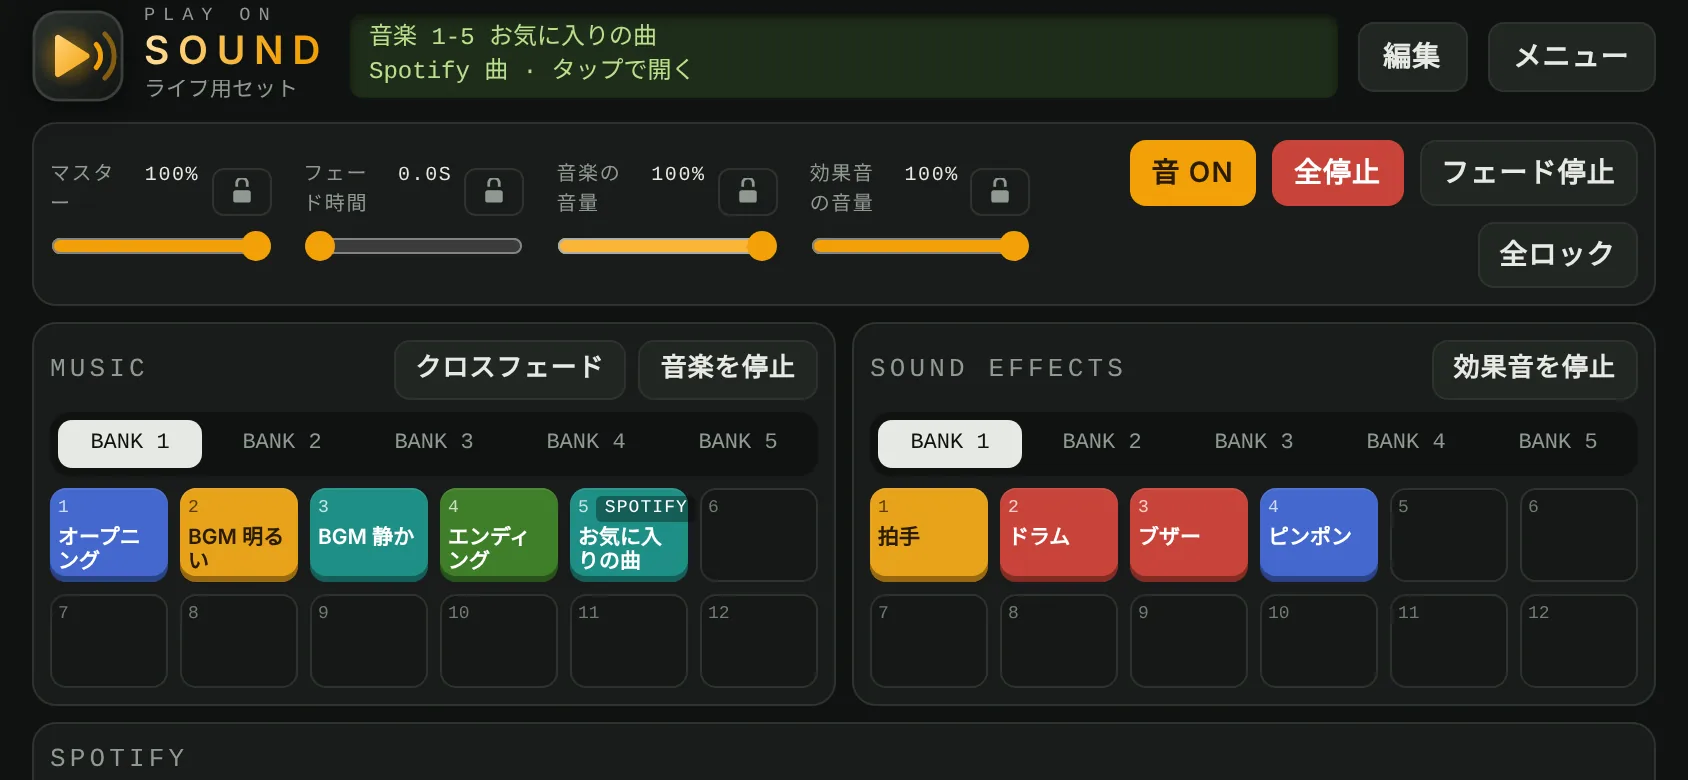 PLAY ON
SOUND
ライブ用セット
音楽 1-5 お気に入りの曲
Spotify 曲 · タップで開く
編集
メニュー
マスター 100%
フェード時間 0.0S
音楽の音量 100%
効果音の音量 100%
音 ON
全停止
フェード停止
全ロック
MUSIC
クロスフェード
音楽を停止
BANK 1 BANK 2 BANK 3 BANK 4 BANK 5
1
オープニング
2
BGM 明るい
3
BGM 静か
4
エンディング
5 SPOTIFY
お気に入りの曲
6
7 8 9 10 11 12
SOUND EFFECTS
効果音を停止
BANK 1 BANK 2 BANK 3 BANK 4 BANK 5
1
拍手
2
ドラム
3
ブザー
4
ピンポン
5
6
7 8 9 10 11 12
SPOTIFY